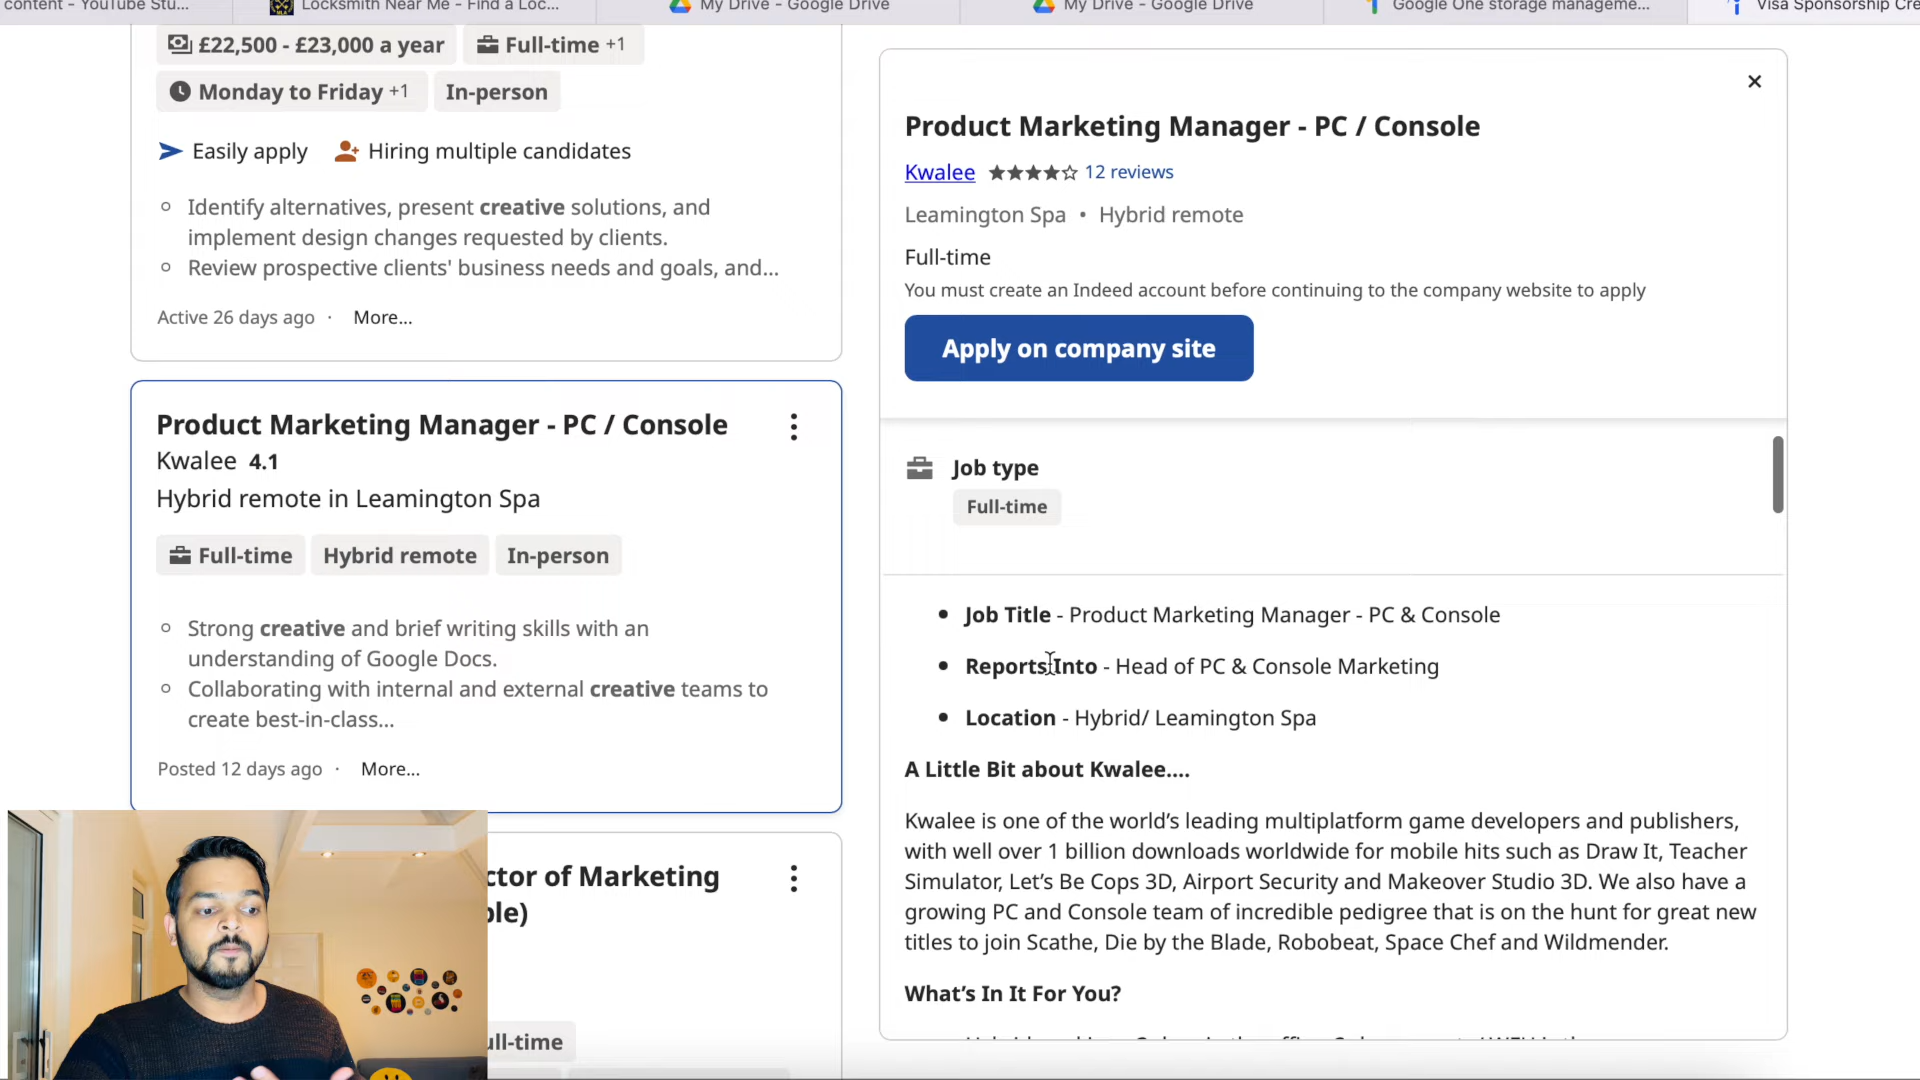 content - YouTube Stu...
Locksmith Near Me - Find a Loc...
My Drive - Google Drive
My Drive - Google Drive
Google One storage manageme...
Visa Sponsorship Cre
£22,500 - £23,000 a year
Full-time +1
Monday to Friday +1
In-person
Easily apply
Hiring multiple candidates
Identify alternatives, present creative solutions, and
implement design changes requested by clients.
Review prospective clients' business needs and goals, and...
Active 26 days ago · More...
Product Marketing Manager - PC / Console
Kwalee 4.1
Hybrid remote in Leamington Spa
Full-time
Hybrid remote
In-person
Strong creative and brief writing skills with an
understanding of Google Docs.
Collaborating with internal and external creative teams to
create best-in-class...
Posted 12 days ago · More...
ctor of Marketing
ble)
ull-time
Product Marketing Manager - PC / Console
Kwalee 12 reviews
Leamington Spa • Hybrid remote
Full-time
You must create an Indeed account before continuing to the company website to apply
Apply on company site
Job type
Full-time
Job Title - Product Marketing Manager - PC & Console
Reports Into - Head of PC & Console Marketing
Location - Hybrid/ Leamington Spa
A Little Bit about Kwalee....
Kwalee is one of the world's leading multiplatform game developers and publishers,
with well over 1 billion downloads worldwide for mobile hits such as Draw It, Teacher
Simulator, Let's Be Cops 3D, Airport Security and Makeover Studio 3D. We also have a
growing PC and Console team of incredible pedigree that is on the hunt for great new
titles to join Scathe, Die by the Blade, Robobeat, Space Chef and Wildmender.
What's In It For You?